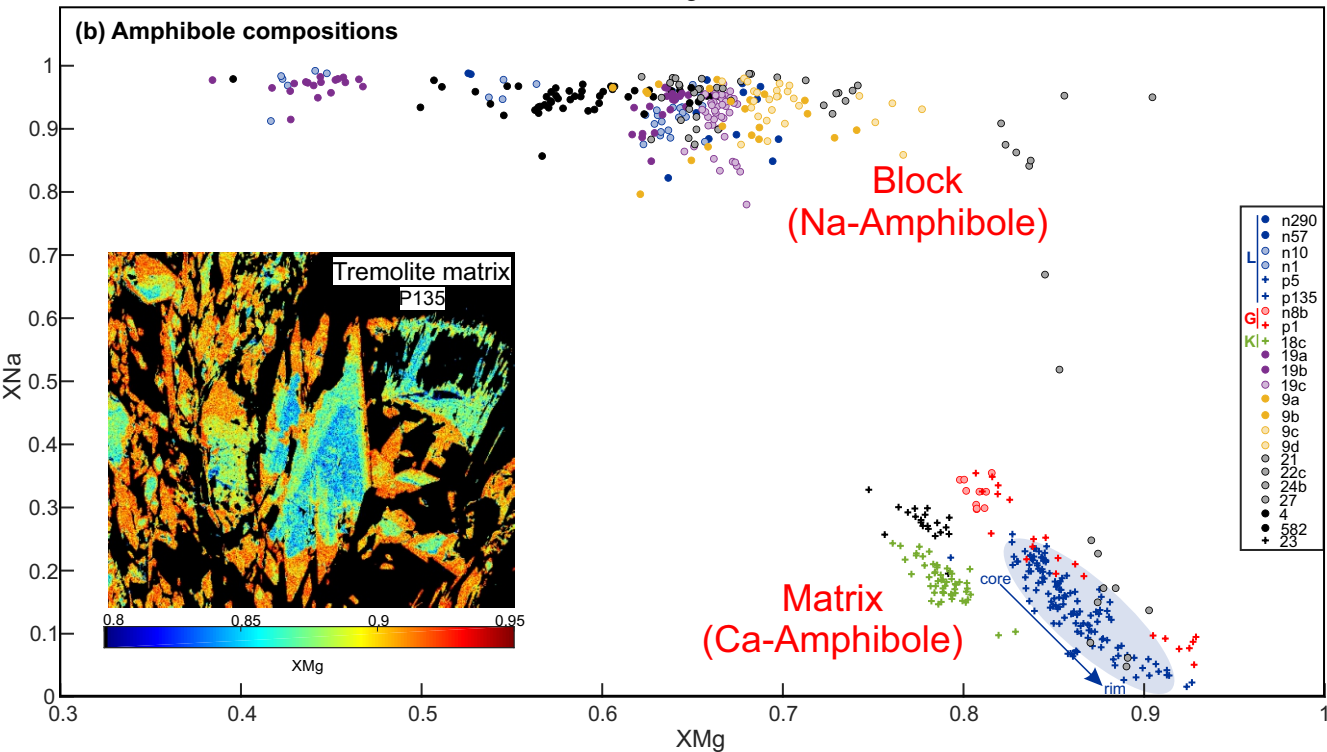 (b) Amphibole compositions
1
0.9
0.8
0.7
0.6
0.5
0.4
0.3
0.2
0.1
0
XNa
Block
(Na-Amphibole)
Tremolite matrix
P135
0.8
0.85
0.9
0.95
XMg
Matrix
(Ca-Amphibole)
core
rim
L
G
K
n290
n57
n10
n1
p5
p135
n8b
p1
18c
19a
19b
19c
9a
9b
9c
9d
21
22c
24b
27
4
582
23
0.3
0.4
0.5
0.6
0.7
0.8
0.9
1
XMg